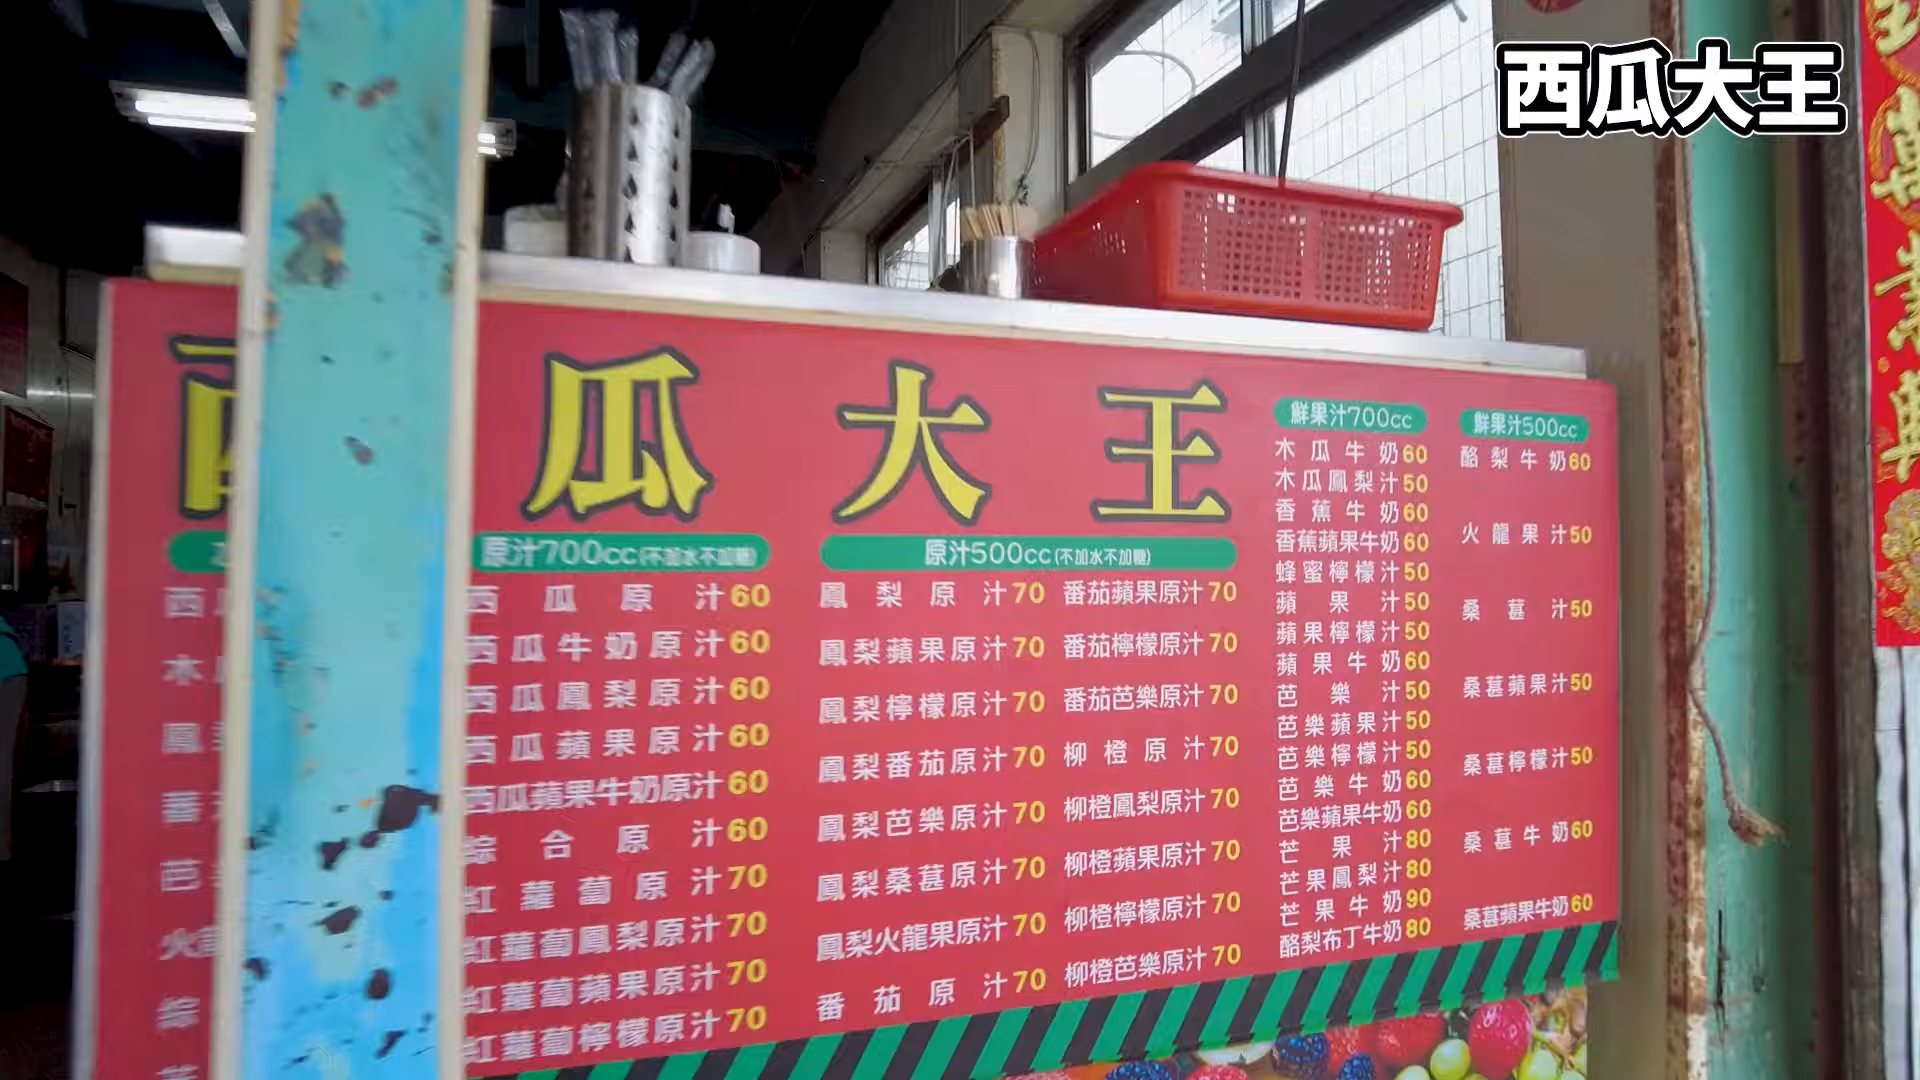 西瓜大王
瓜大王
原汁700cc(不加水不加糖)
西瓜原汁60
西瓜牛奶原汁60
西瓜鳳梨原汁60
西瓜蘋果原汁60
西瓜蘋果牛奶原汁60
綜合原汁60
紅蘿蔔原汁70
紅蘿蔔鳳梨原汁70
紅蘿蔔蘋果原汁70
紅蘿蔔檸檬原汁70
原汁500cc(不加水不加糖)
鳳梨原汁70
鳳梨蘋果原汁70
鳳梨檸檬原汁70
鳳梨番茄原汁70
鳳梨芭樂原汁70
鳳梨桑葚原汁70
鳳梨火龍果原汁70
番茄原汁70
番茄蘋果原汁70
番茄檸檬原汁70
番茄芭樂原汁70
柳橙原汁70
柳橙鳳梨原汁70
柳橙蘋果原汁70
柳橙檸檬原汁70
柳橙芭樂原汁70
鮮果汁700cc
木瓜牛奶60
木瓜鳳梨汁50
香蕉牛奶60
香蕉蘋果牛奶60
蜂蜜檸檬汁50
蘋果汁50
蘋果檸檬汁50
蘋果牛奶60
芭樂汁50
芭樂蘋果汁50
芭樂檸檬汁50
芭樂牛奶60
芭樂蘋果牛奶60
芒果汁80
芒果鳳梨汁80
芒果牛奶90
酪梨布丁牛奶80
鮮果汁500cc
酪梨牛奶60
火龍果汁50
桑葚汁50
桑葚蘋果汁50
桑葚檸檬汁50
桑葚牛奶60
桑葚蘋果牛奶60